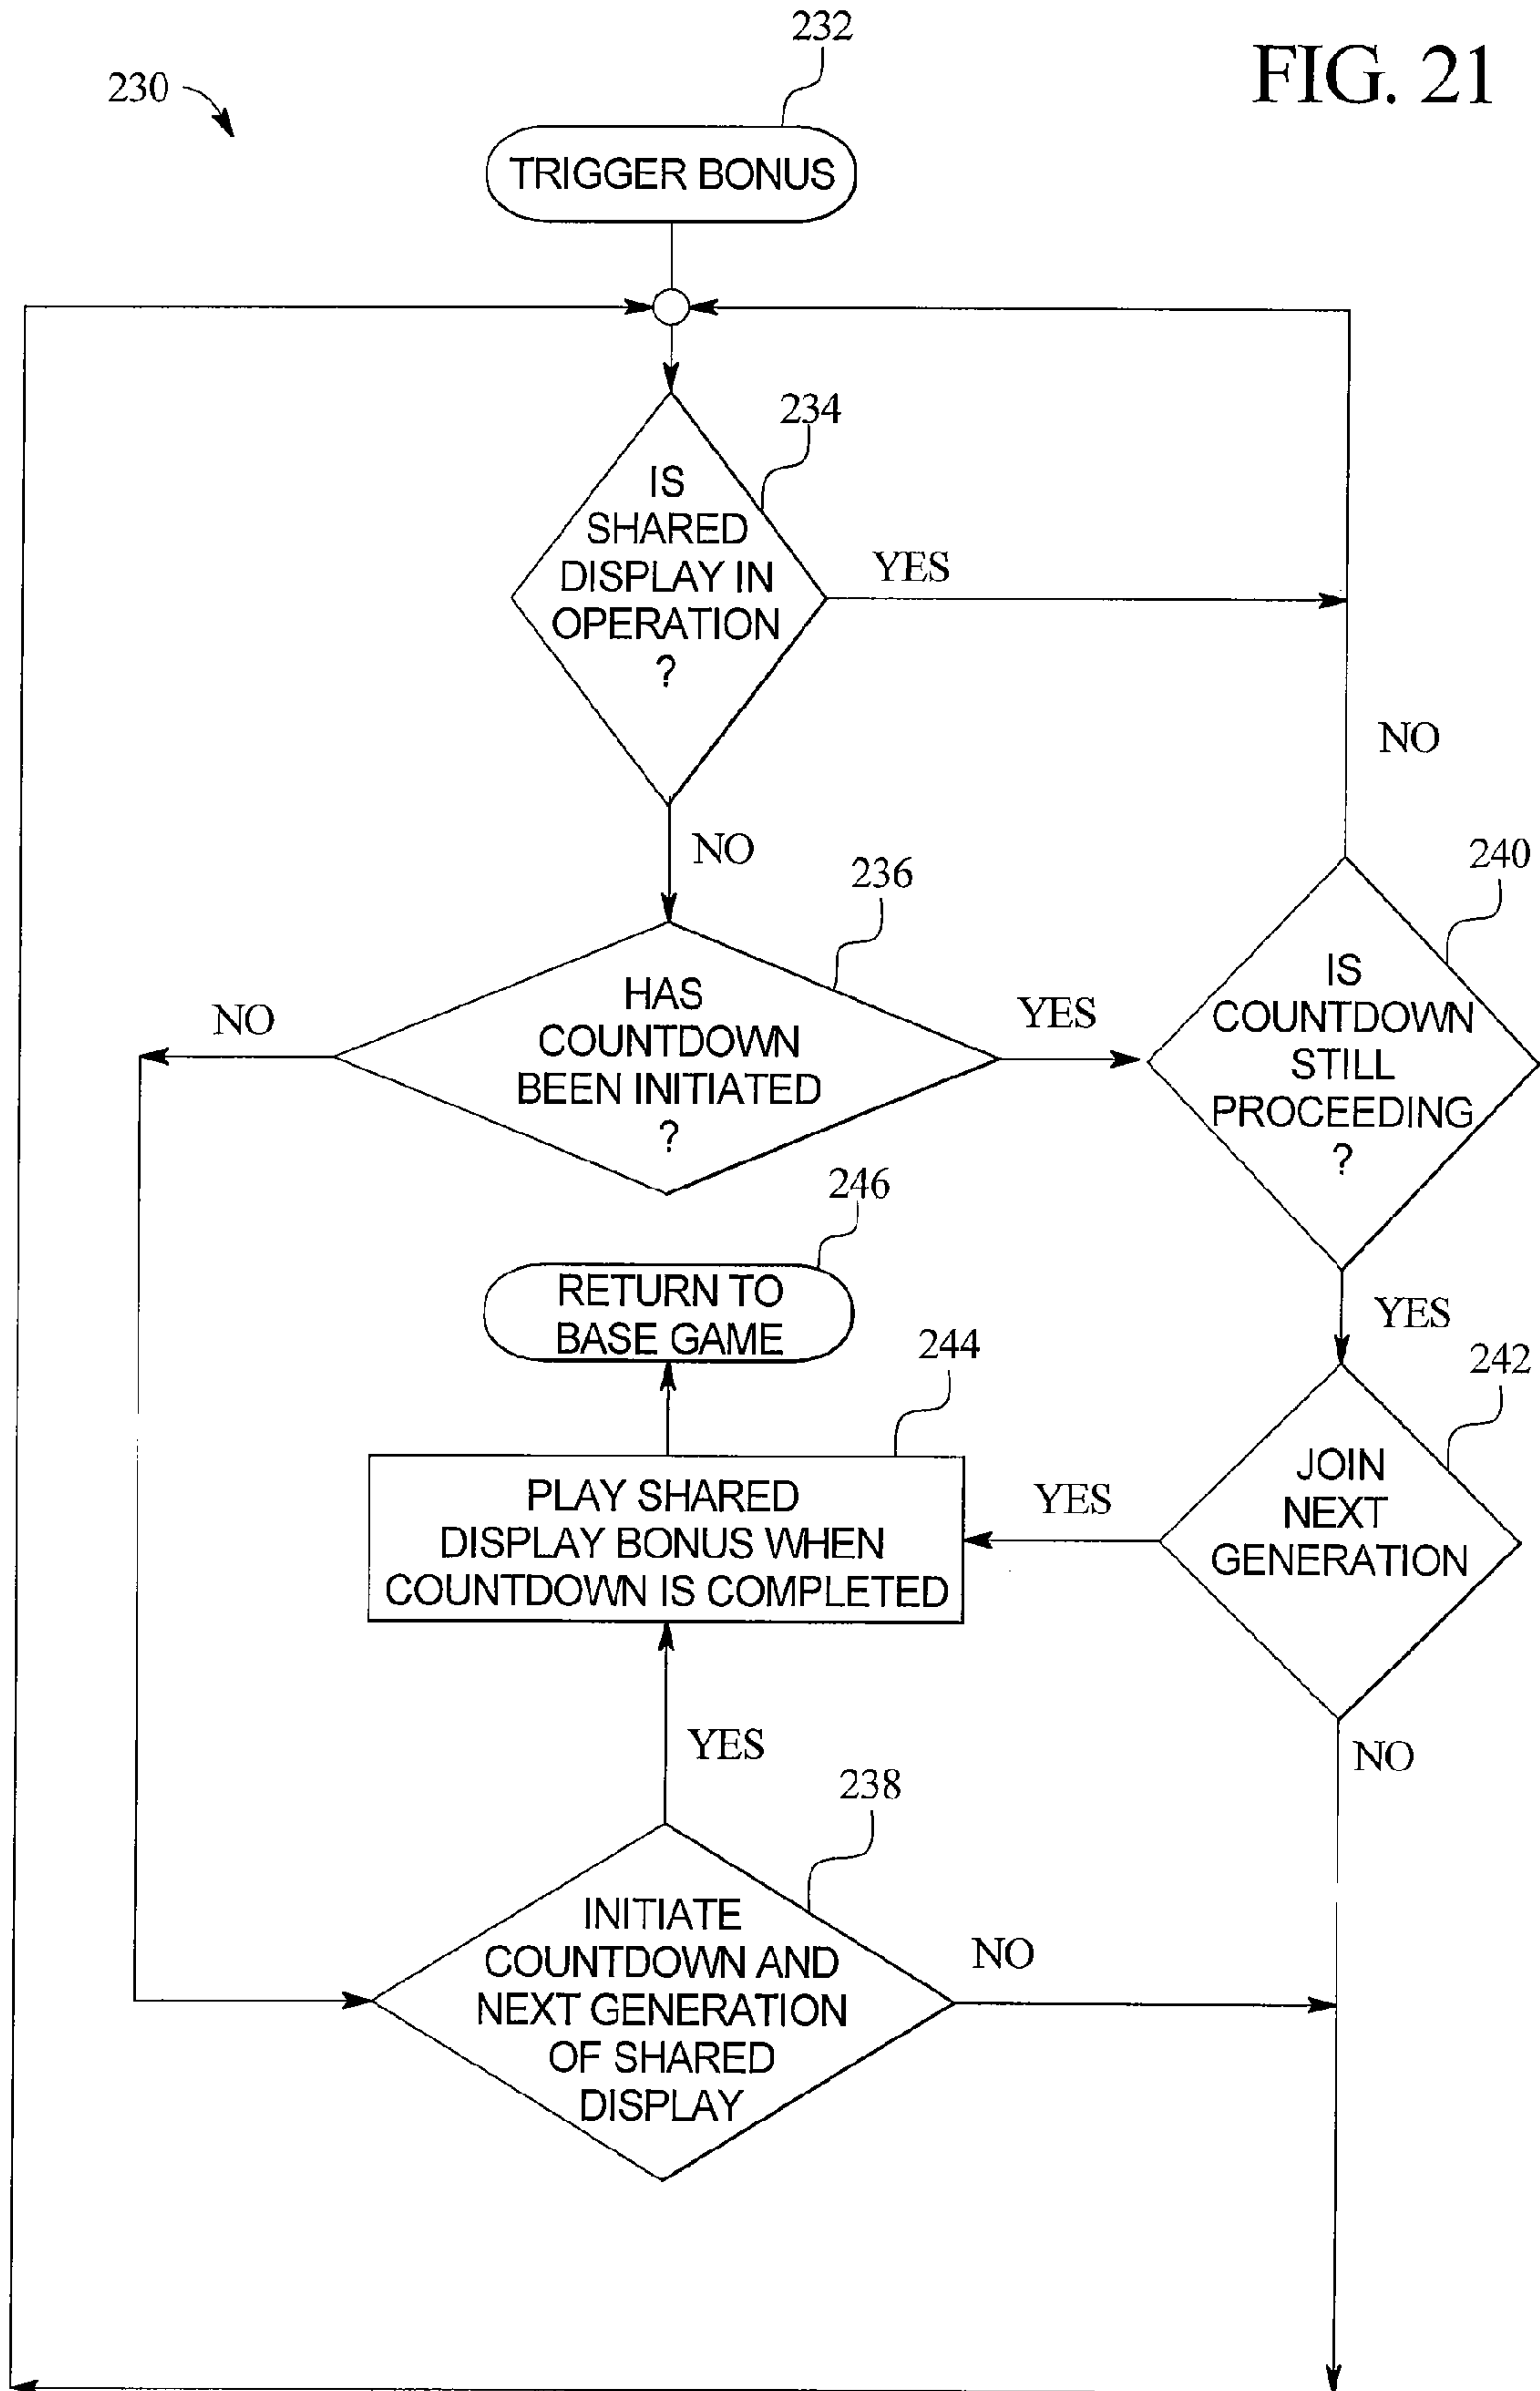 232
FIG. 21
230
TRIGGER BONUS
234
IS
SHARED
DISPLAY IN
OPERATION
?
YES
NO
NO
240
236
HAS
COUNTDOWN
BEEN INITIATED
?
NO
YES
IS
COUNTDOWN
STILL
PROCEEDING
?
246
RETURN TO
BASE GAME
YES
244
242
PLAY SHARED
DISPLAY BONUS WHEN
COUNTDOWN IS COMPLETED
YES
JOIN
NEXT
GENERATION
YES
NO
238
INITIATE
COUNTDOWN AND
NEXT GENERATION
OF SHARED
DISPLAY
NO